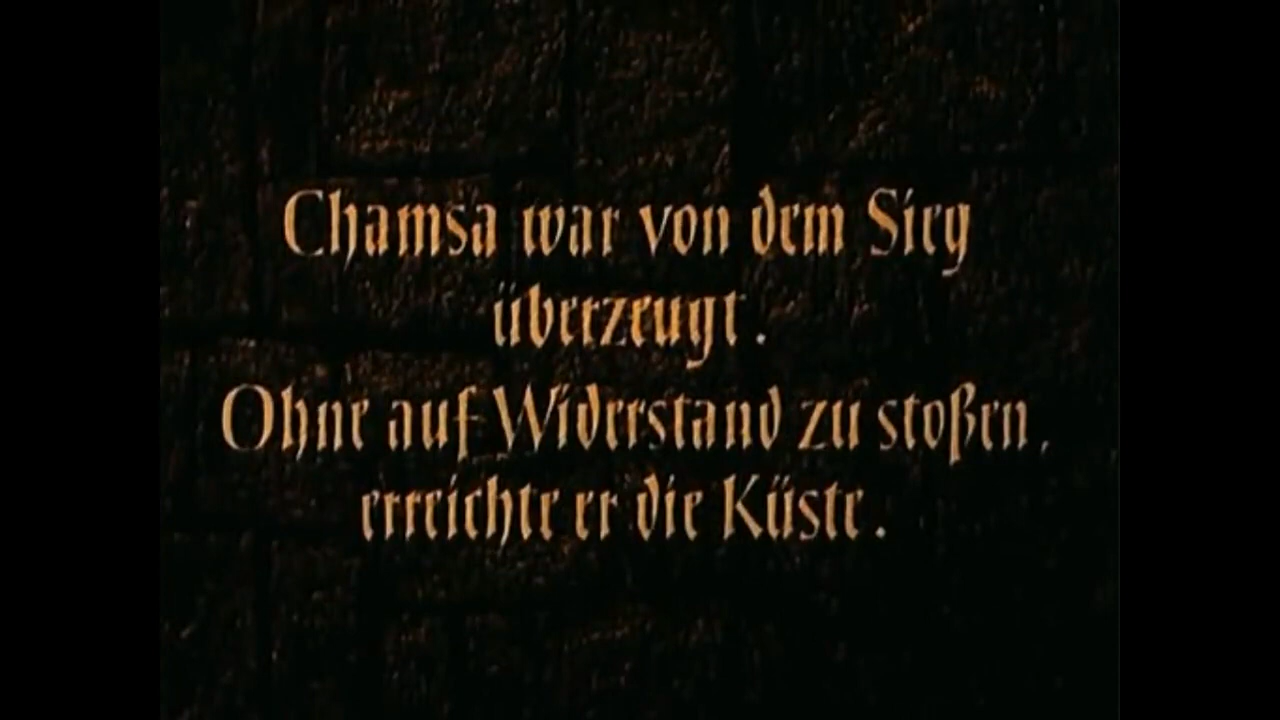 Chamsa war von dem Sieg
überzeugt.
Ohne auf Widerstand zu stoßen,
erreichte er die Küste.